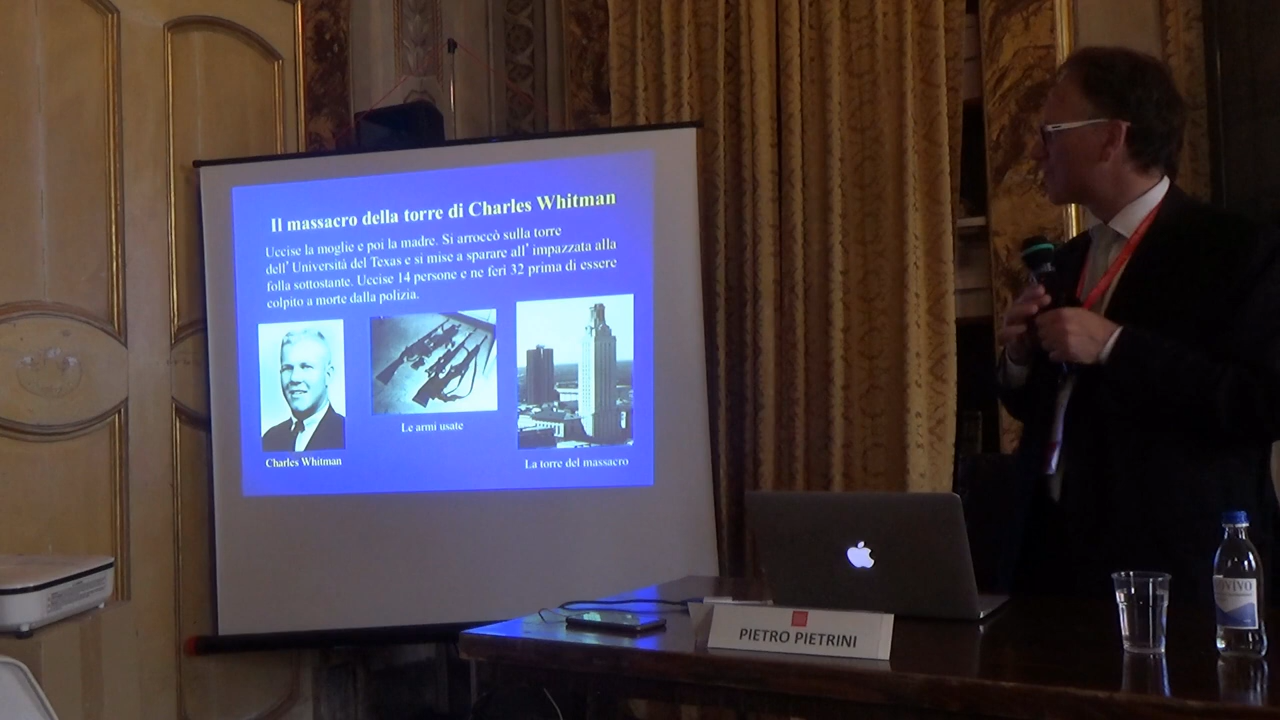 Il massacro della torre di Charles Whitman
Uccise la moglie e poi la madre. Si arroccò sulla torre
dell' Università del Texas e si mise a sparare all' impazzata alla
folla sottostante. Uccise 14 persone e ne ferì 32 prima di essere
colpito a morte dalla polizia.
Le armi usate
Charles Whitman
La torre del massacro
PIETRO PIETRINI